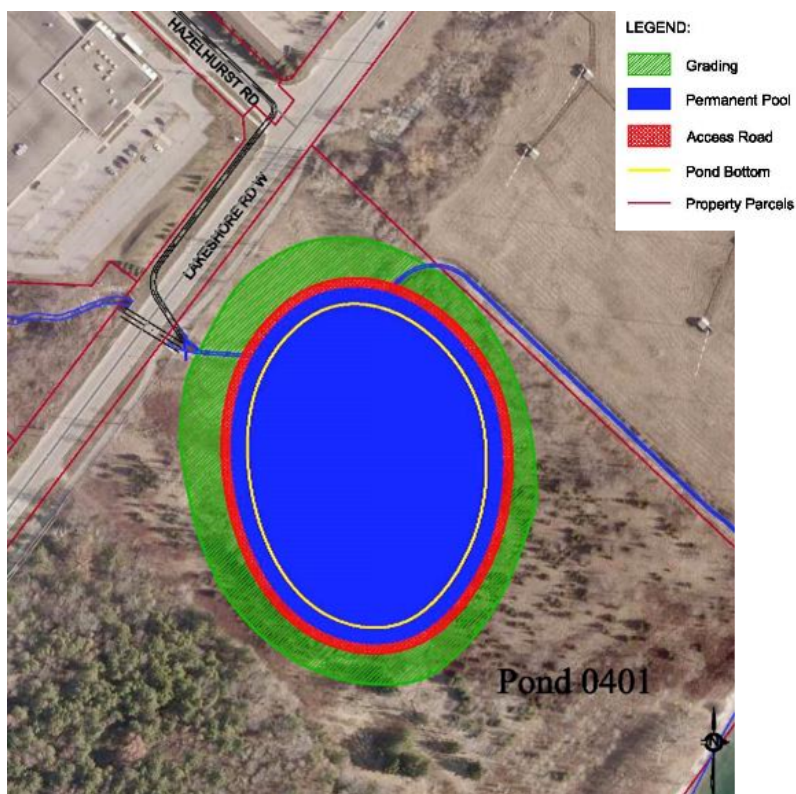 HAZELHURST RD
LAKESHORE RD W
LEGEND:
Grading
Permanent Pool
Access Road
Pond Bottom
Property Parcels
Pond 0401
N